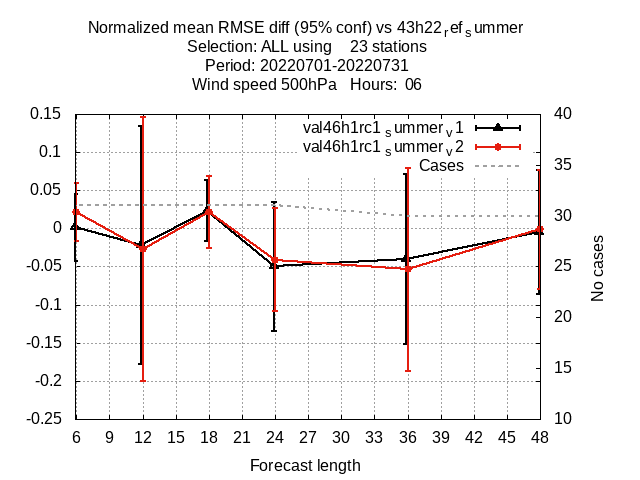 Normalized mean RMSE diff (95% conf) vs 43h22refsummer
Selection: ALL using 23 stations
Period: 20220701-20220731
Wind speed 500hPa Hours: 06
val46h1rc1summerv1
val46h1rc1summerv2
Cases
0.15
0.1
0.05
0
-0.05
-0.1
-0.15
-0.2
-0.25
40
35
30
25
20
15
10
No cases
6 9 12 15 18 21 24 27 30 33 36 39 42 45 48
Forecast length